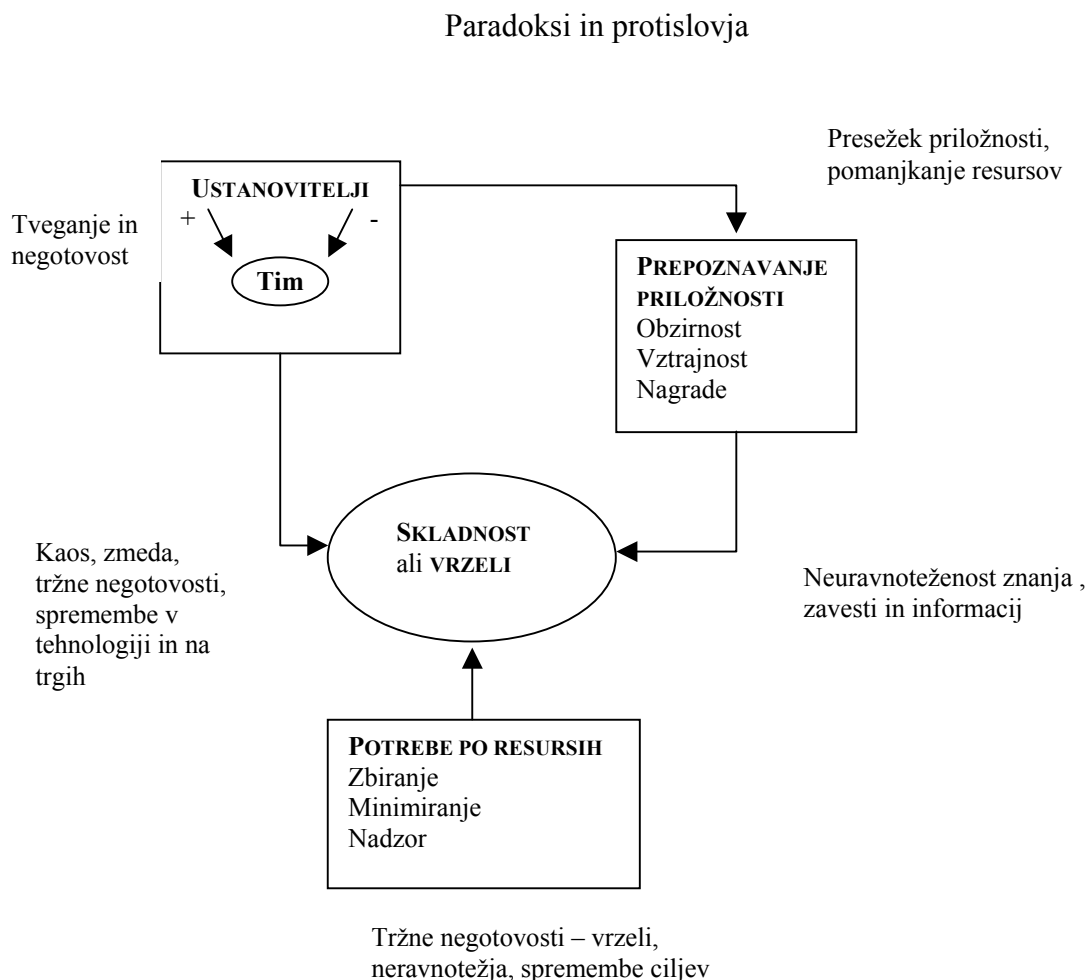 Paradoksi in protislovja
Presežek priložnosti,
pomanjkanje resursov
USTANOVITELJI
+ -
Tim
Tveganje in
negotovost
PREPOZNAVANJE
PRILOŽNOSTI
Obzirnost
Vztrajnost
Nagrade
SKLADNOST
ali VRZELI
Kaos, zmeda,
tržne negotovosti,
spremembe v
tehnologiji in na
trgih
Neuravnoteženost znanja ,
zavesti in informacij
POTREBE PO RESURSIH
Zbiranje
Minimiranje
Nadzor
Tržne negotovosti – vrzeli,
neravnotežja, spremembe ciljev